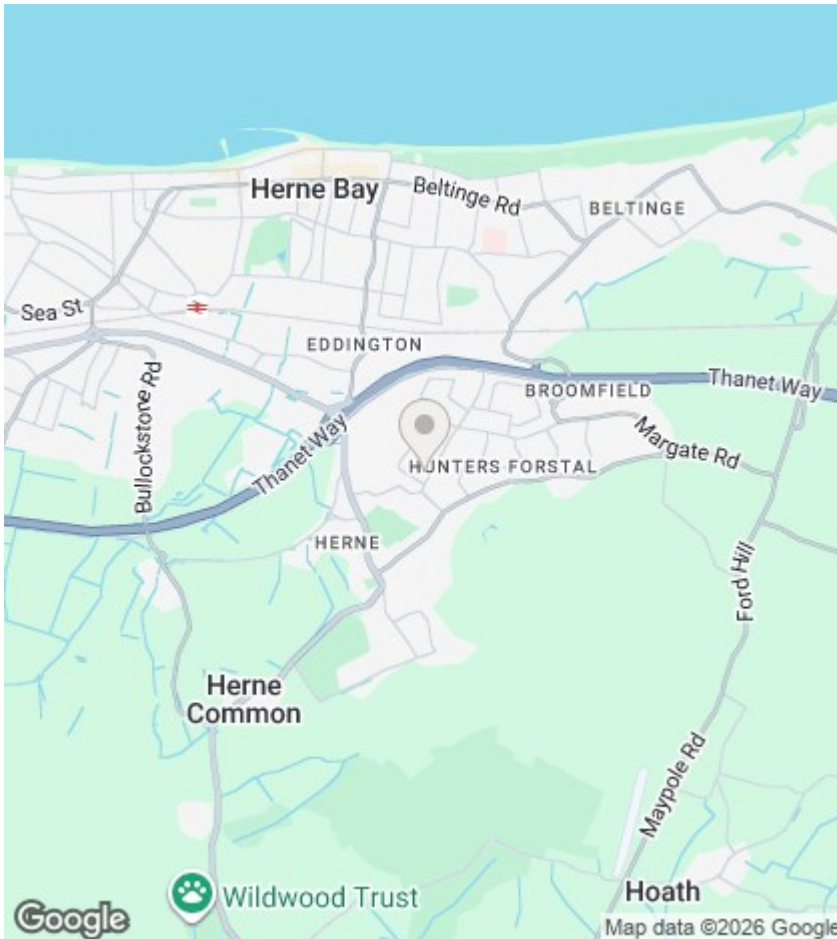 Herne Bay
Beltinge Rd
BELTINGE
Sea St
EDDINGTON
Thanet Way
BROOMFIELD
Bullockstone Rd
Thanet Way
Margate Rd
HUNTERS FORSTAL
HERNE
Ford Hill
Herne
Common
Maypole Rd
Wildwood Trust
Hoath
Google
Map data ©2026 Google